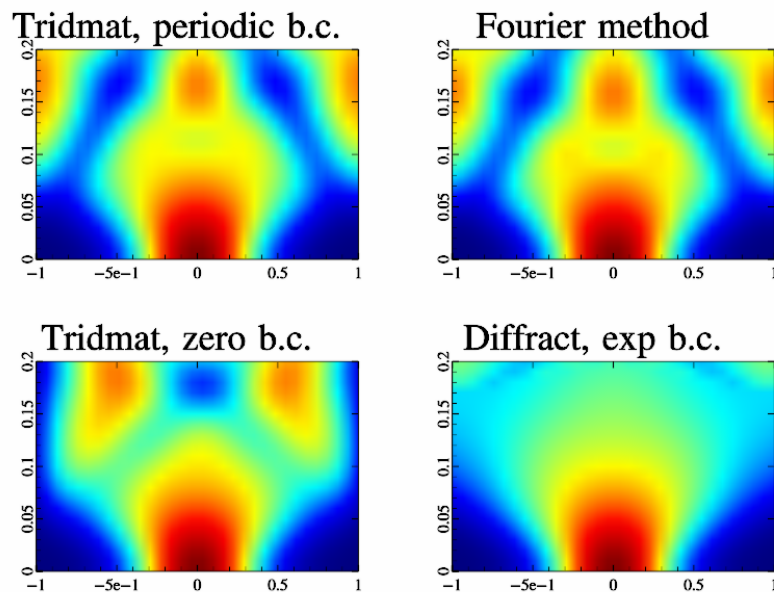 Tridmat, periodic b.c.
Fourier method
0.2
0.15
0.1
0.05
0
−1 −5e−1 0 0.5 1
0.2
0.15
0.1
0.05
0
−1 −5e−1 0 0.5 1
Tridmat, zero b.c.
Diffract, exp b.c.
0.2
0.15
0.1
0.05
0
−1 −5e−1 0 0.5 1
0.2
0.15
0.1
0.05
0
−1 −5e−1 0 0.5 1